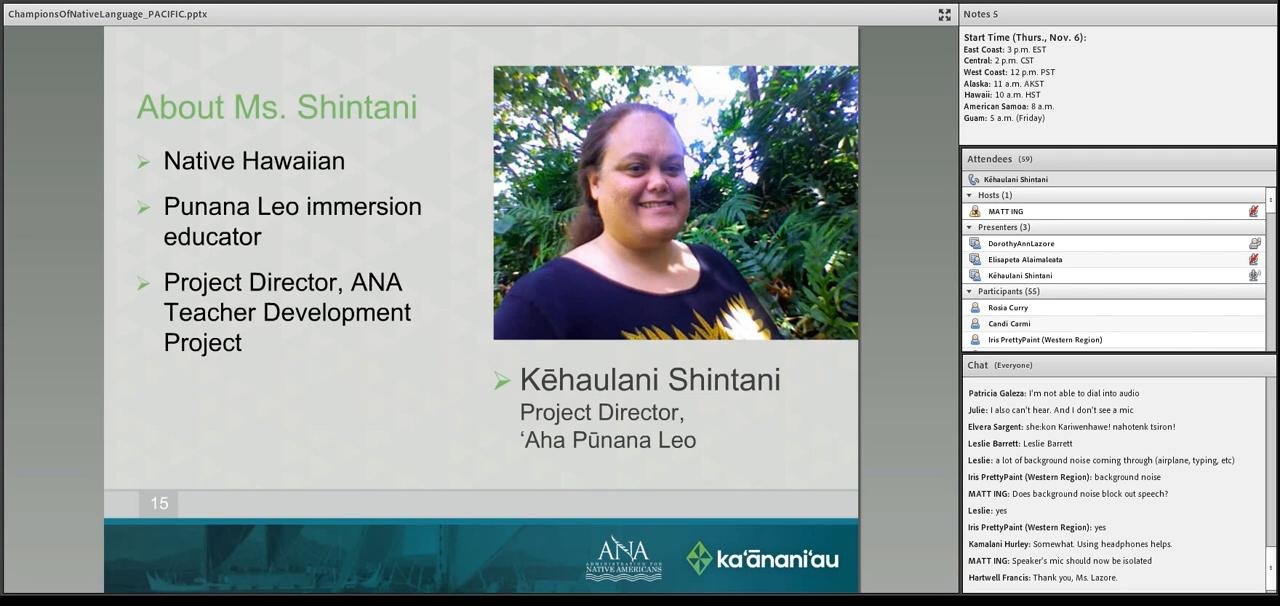 ChampionsOfNativeLanguage_PACIFIC.pptx
About Ms. Shintani
Native Hawaiian
Punana Leo immersion
educator
Project Director, ANA
Teacher Development
Project
Kēhaulani Shintani
Project Director,
ʻAha Pūnana Leo
15
ANA
ADMINISTRATION FOR
NATIVE AMERICANS
kaʻānaniʻau
Notes 5
Start Time (Thurs., Nov. 6):
East Coast: 3 p.m. EST
Central: 2 p.m. CST
West Coast: 12 p.m. PST
Alaska: 11 a.m. AKST
Hawaii: 10 a.m. HST
American Samoa: 8 a.m.
Guam: 5 a.m. (Friday)
Attendees (59)
Kēhaulani Shintani
Hosts (1)
MATT ING
Presenters (3)
DorothyAnnLazore
Elisapeta Alaimaleata
Kēhaulani Shintani
Participants (55)
Rosia Curry
Candi Carmi
Iris PrettyPaint (Western Region)
Chat (Everyone)
Patricia Galeza: I'm not able to dial into audio
Julie: I also can't hear. And I don't see a mic
Elvera Sargent: she:kon Kariwenhawe! nahotenk tsiron!
Leslie Barrett: Leslie Barrett
Leslie: a lot of background noise coming through (airplane, typing, etc)
Iris PrettyPaint (Western Region): background noise
MATT ING: Does background noise block out speech?
Leslie: yes
Iris PrettyPaint (Western Region): yes
Kamalani Hurley: Somewhat. Using headphones helps.
MATT ING: Speaker's mic should now be isolated
Hartwell Francis: Thank you, Ms. Lazore.